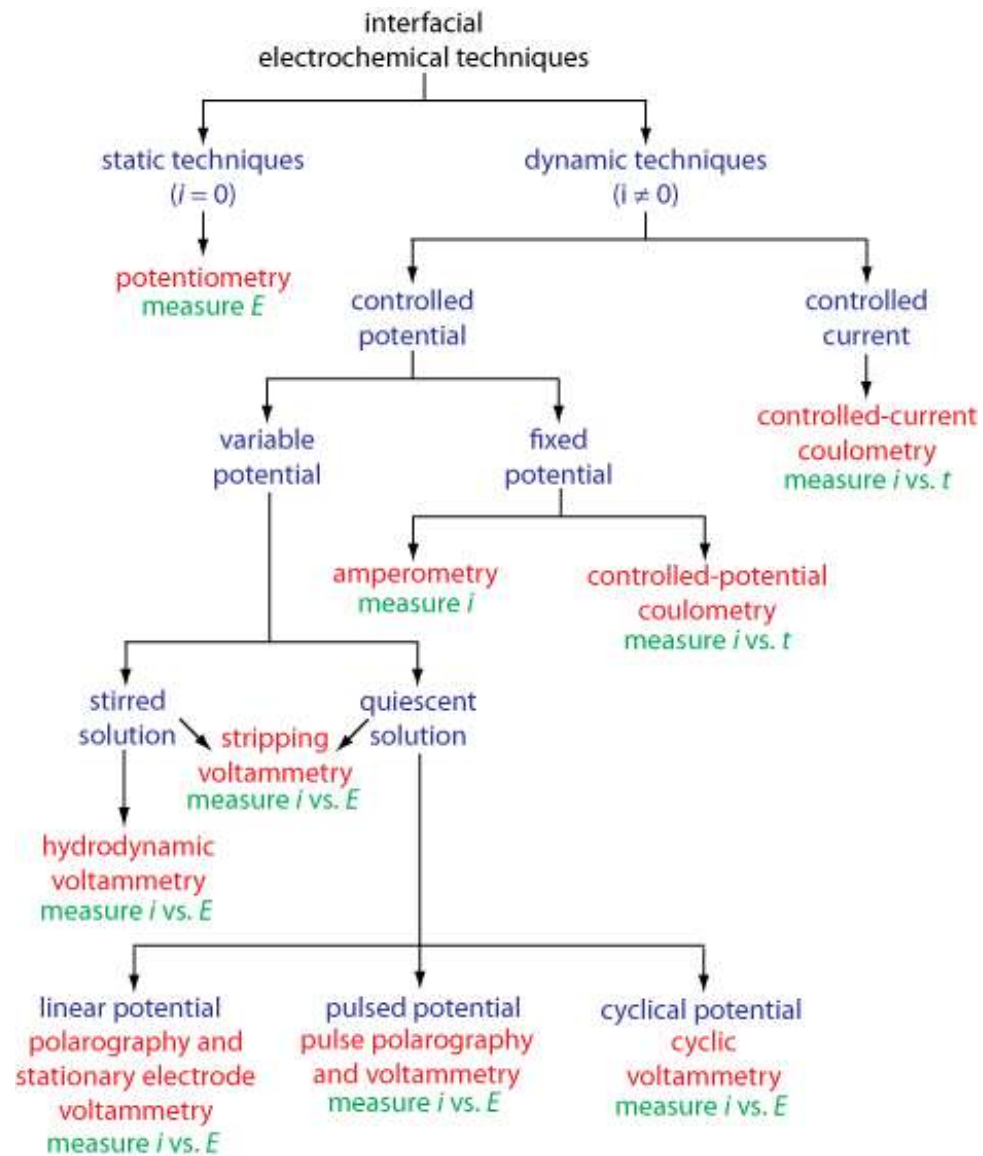 interfacial
electrochemical techniques
static techniques
(i = 0)
dynamic techniques
(i ≠ 0)
potentiometry
measure E
controlled
potential
controlled
current
controlled-current
coulometry
measure i vs. t
variable
potential
fixed
potential
amperometry
measure i
controlled-potential
coulometry
measure i vs. t
stirred
solution
quiescent
solution
stripping
voltammetry
measure i vs. E
hydrodynamic
voltammetry
measure i vs. E
linear potential
polarography and
stationary electrode
voltammetry
measure i vs. E
pulsed potential
pulse polarography
and voltammetry
measure i vs. E
cyclical potential
cyclic
voltammetry
measure i vs. E